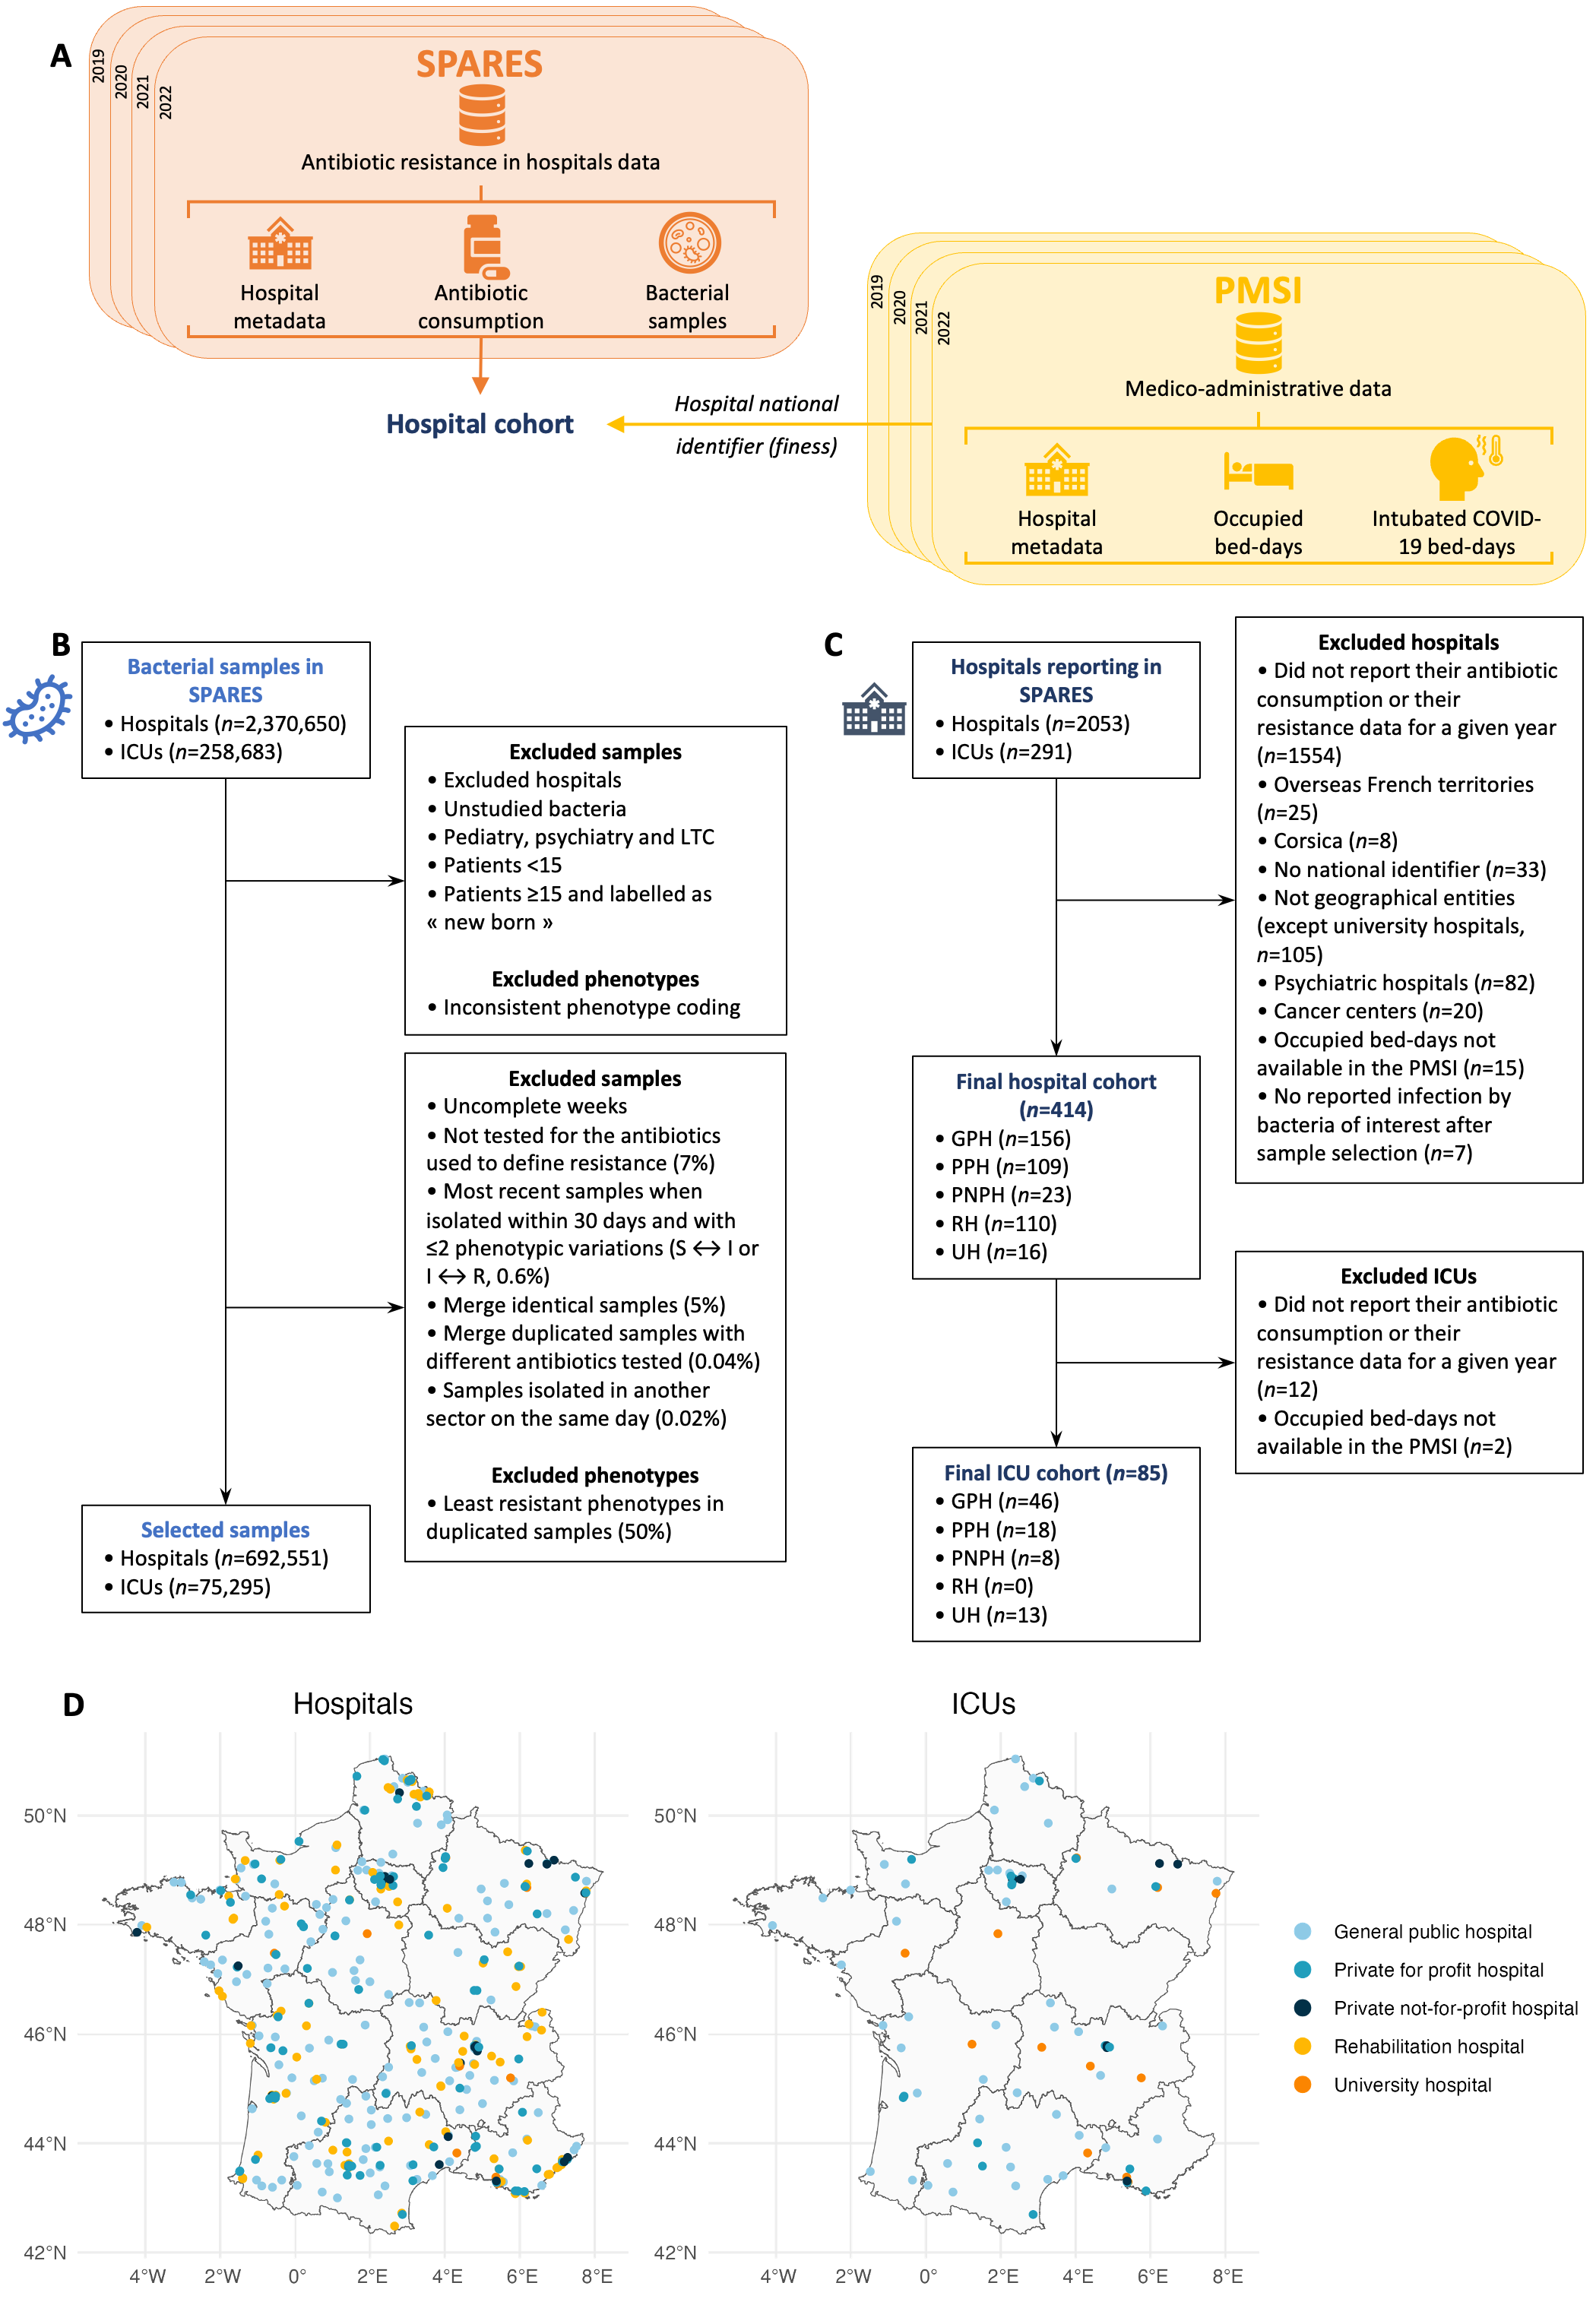 A
2019
2020
2021
2022
SPARES
Antibiotic resistance in hospitals data
Hospital
metadata
Antibiotic
consumption
Bacterial
samples
Hospital cohort
Hospital national
identifier (finess)
2019
2020
2021
2022
PMSI
Medico-administrative data
Hospital
metadata
Occupied
bed-days
Intubated COVID-
19 bed-days
B
Bacterial samples in
SPARES
• Hospitals (n=2,370,650)
• ICUs (n=258,683)
Excluded samples
• Excluded hospitals
• Unstudied bacteria
• Pediatry, psychiatry and LTC
• Patients <15
• Patients ≥15 and labelled as
« new born »
Excluded phenotypes
• Inconsistent phenotype coding
Excluded samples
• Uncomplete weeks
• Not tested for the antibiotics
used to define resistance (7%)
• Most recent samples when
isolated within 30 days and with
≤2 phenotypic variations (S ↔ I or
I ↔ R, 0.6%)
• Merge identical samples (5%)
• Merge duplicated samples with
different antibiotics tested (0.04%)
• Samples isolated in another
sector on the same day (0.02%)
Excluded phenotypes
• Least resistant phenotypes in
duplicated samples (50%)
Selected samples
• Hospitals (n=692,551)
• ICUs (n=75,295)
C
Hospitals reporting in
SPARES
• Hospitals (n=2053)
• ICUs (n=291)
Excluded hospitals
• Did not report their antibiotic
consumption or their
resistance data for a given year
(n=1554)
• Overseas French territories
(n=25)
• Corsica (n=8)
• No national identifier (n=33)
• Not geographical entities
(except university hospitals,
n=105)
• Psychiatric hospitals (n=82)
• Cancer centers (n=20)
• Occupied bed-days not
available in the PMSI (n=15)
• No reported infection by
bacteria of interest after
sample selection (n=7)
Final hospital cohort
(n=414)
• GPH (n=156)
• PPH (n=109)
• PNPH (n=23)
• RH (n=110)
• UH (n=16)
Excluded ICUs
• Did not report their antibiotic
consumption or their
resistance data for a given year
(n=12)
• Occupied bed-days not
available in the PMSI (n=2)
Final ICU cohort (n=85)
• GPH (n=46)
• PPH (n=18)
• PNPH (n=8)
• RH (n=0)
• UH (n=13)
D
Hospitals
50°N
48°N
46°N
44°N
42°N
4°W 2°W 0° 2°E 4°E 6°E 8°E
ICUs
50°N
48°N
46°N
44°N
42°N
4°W 2°W 0° 2°E 4°E 6°E 8°E
General public hospital
Private for profit hospital
Private not-for-profit hospital
Rehabilitation hospital
University hospital